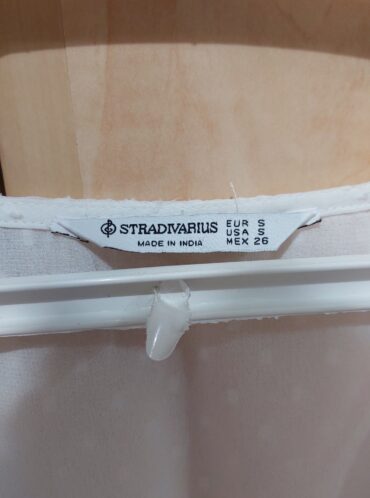 STRADIVARIUS
MADE IN INDIA
EUR S
USA S
MEX 26